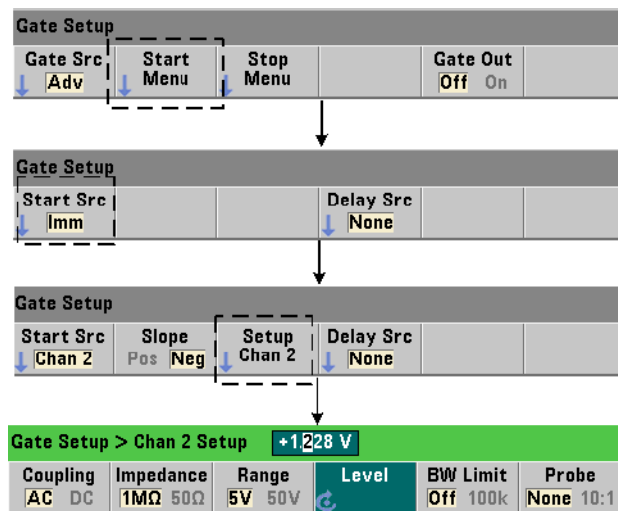 Gate Setup
Gate Src Start Stop Gate Out
Adv Menu Menu Off On
Gate Setup
Start Src Delay Src
Imm None
Gate Setup
Start Src Slope Setup Delay Src
Chan 2 Pos Neg Chan 2 None
Gate Setup > Chan 2 Setup +1.228 V
Coupling Impedance Range Level BW Limit Probe
AC DC 1MΩ 50Ω 5V 50V Off 100k None 10:1